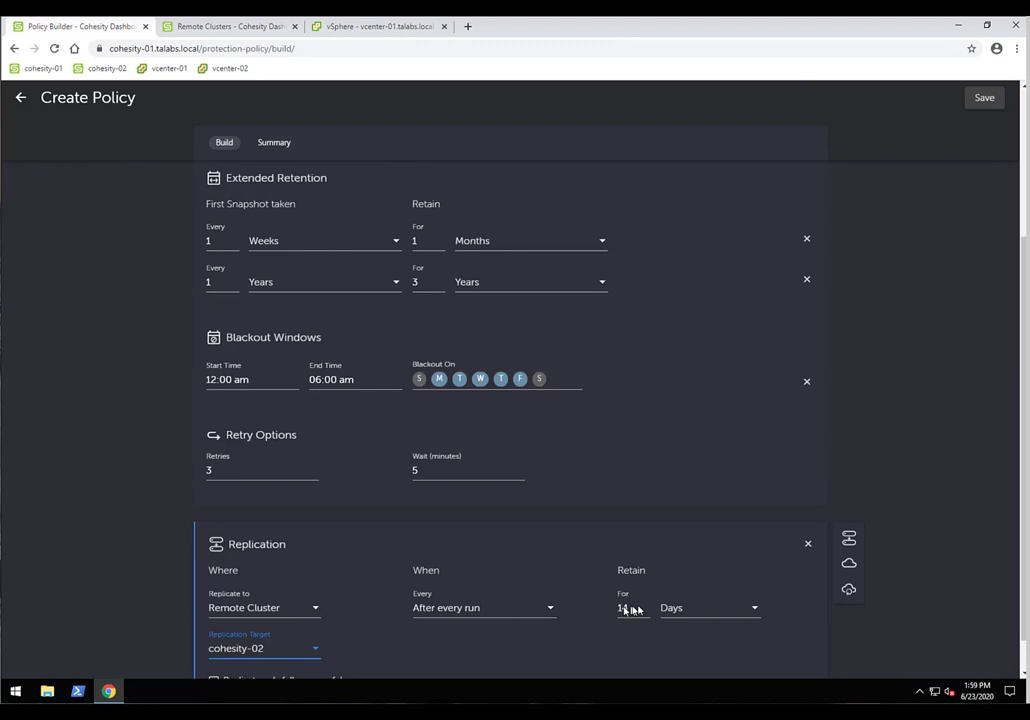 Policy Builder - Cohesity Dashbo
Remote Clusters - Cohesity Dash
vSphere - vcenter-01.talabs.local
cohesity-01.talabs.local/protection-policy/build/
cohesity-01
cohesity-02
vcenter-01
vcenter-02
Create Policy
Save
Build
Summary
Extended Retention
First Snapshot taken
Retain
Every
For
1
Weeks
1
Months
Every
For
1
Years
3
Years
Blackout Windows
Start Time
End Time
Blackout On
12:00 am
06:00 am
S M T W T F S
Retry Options
Retries
Wait (minutes)
3
5
Replication
Where
When
Retain
Replicate to
Every
For
Remote Cluster
After every run
Days
Replication Target
cohesity-02
1:59 PM
6/23/2020